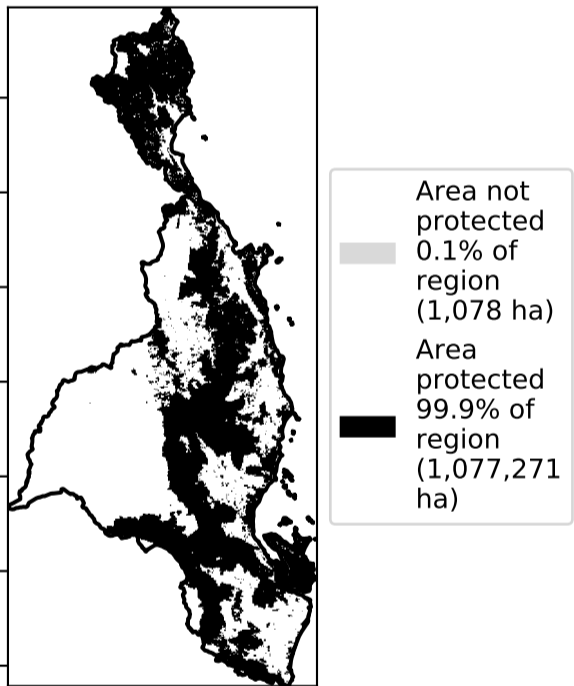 Area not
protected
0.1% of
region
(1,078 ha)
Area
protected
99.9% of
region
(1,077,271
ha)